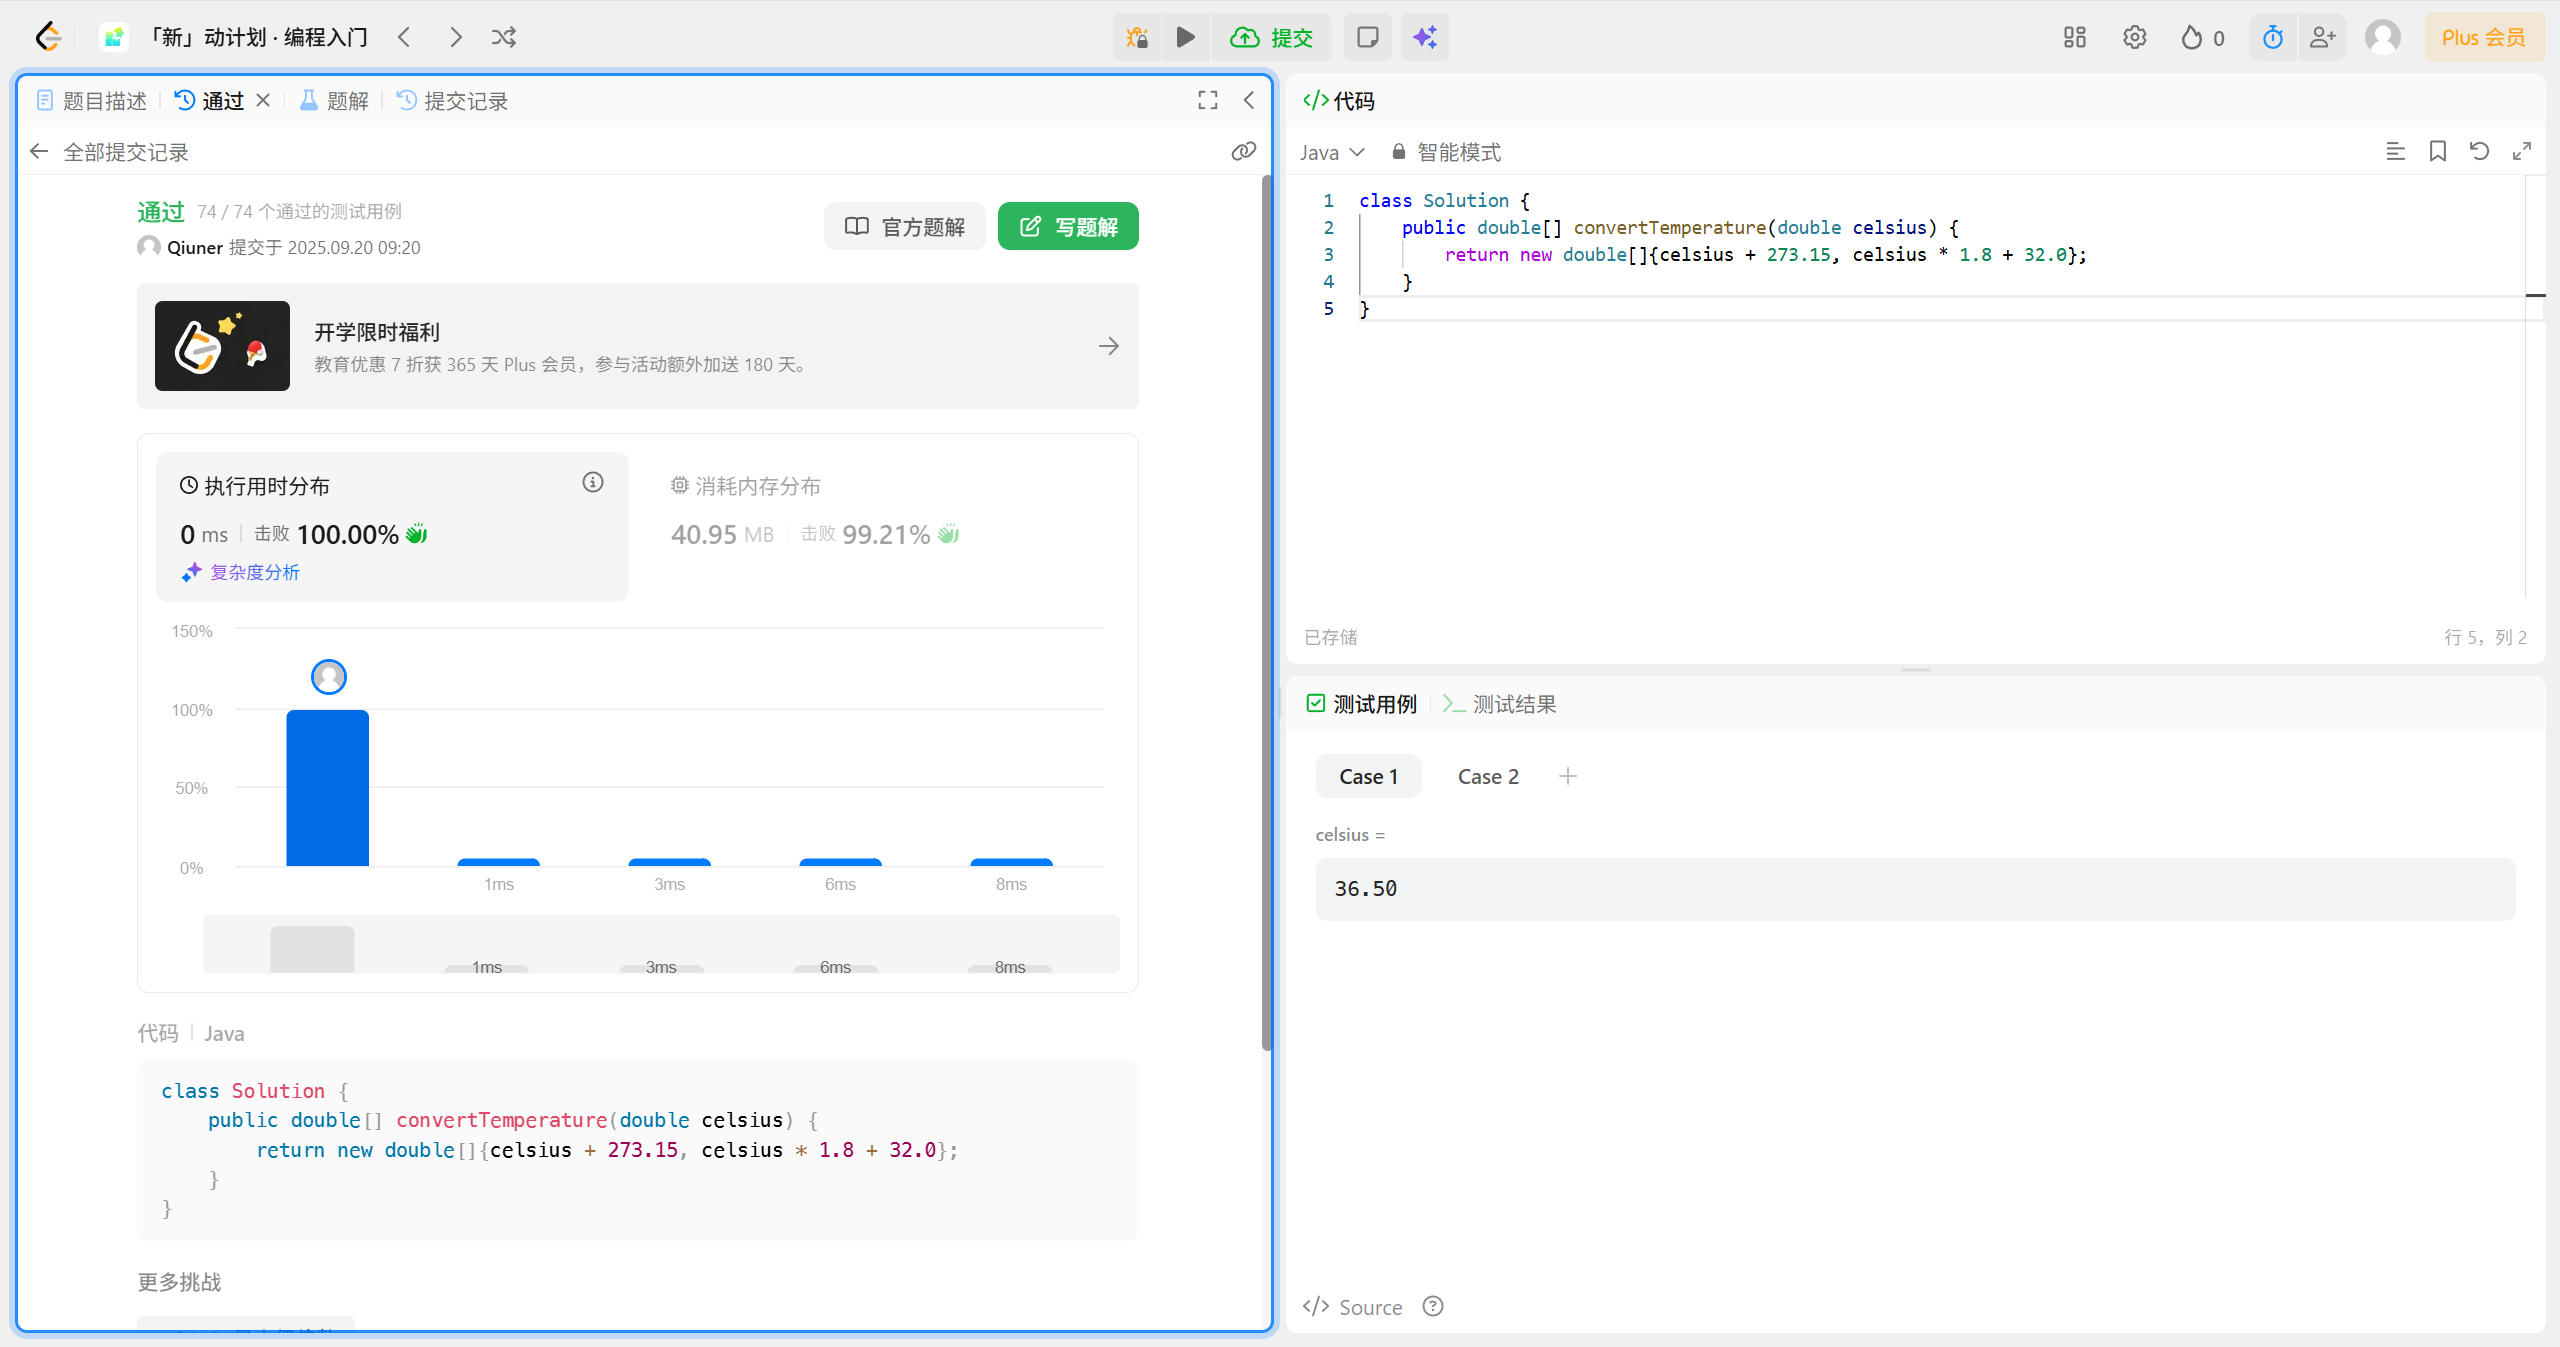 「新」动计划 · 编程入门
提交
0
Plus 会员
题目描述
通过
题解
提交记录
全部提交记录
通过 74 / 74 个通过的测试用例
Qiuner 提交于 2025.09.20 09:20
官方题解
写题解
开学限时福利
教育优惠 7 折获 365 天 Plus 会员，参与活动额外加送 180 天。
执行用时分布
0 ms 击败 100.00%
复杂度分析
消耗内存分布
40.95 MB 击败 99.21%
150%
100%
50%
0%
1ms 3ms 6ms 8ms
1ms 3ms 6ms 8ms
代码 Java
class Solution {
    public double[] convertTemperature(double celsius) {
        return new double[]{celsius + 273.15, celsius * 1.8 + 32.0};
    }
}
更多挑战
代码
Java 智能模式
1 class Solution {
2     public double[] convertTemperature(double celsius) {
3         return new double[]{celsius + 273.15, celsius * 1.8 + 32.0};
4     }
5 }
已存储
行 5，列 2
测试用例 测试结果
Case 1 Case 2
celsius =
36.50
Source